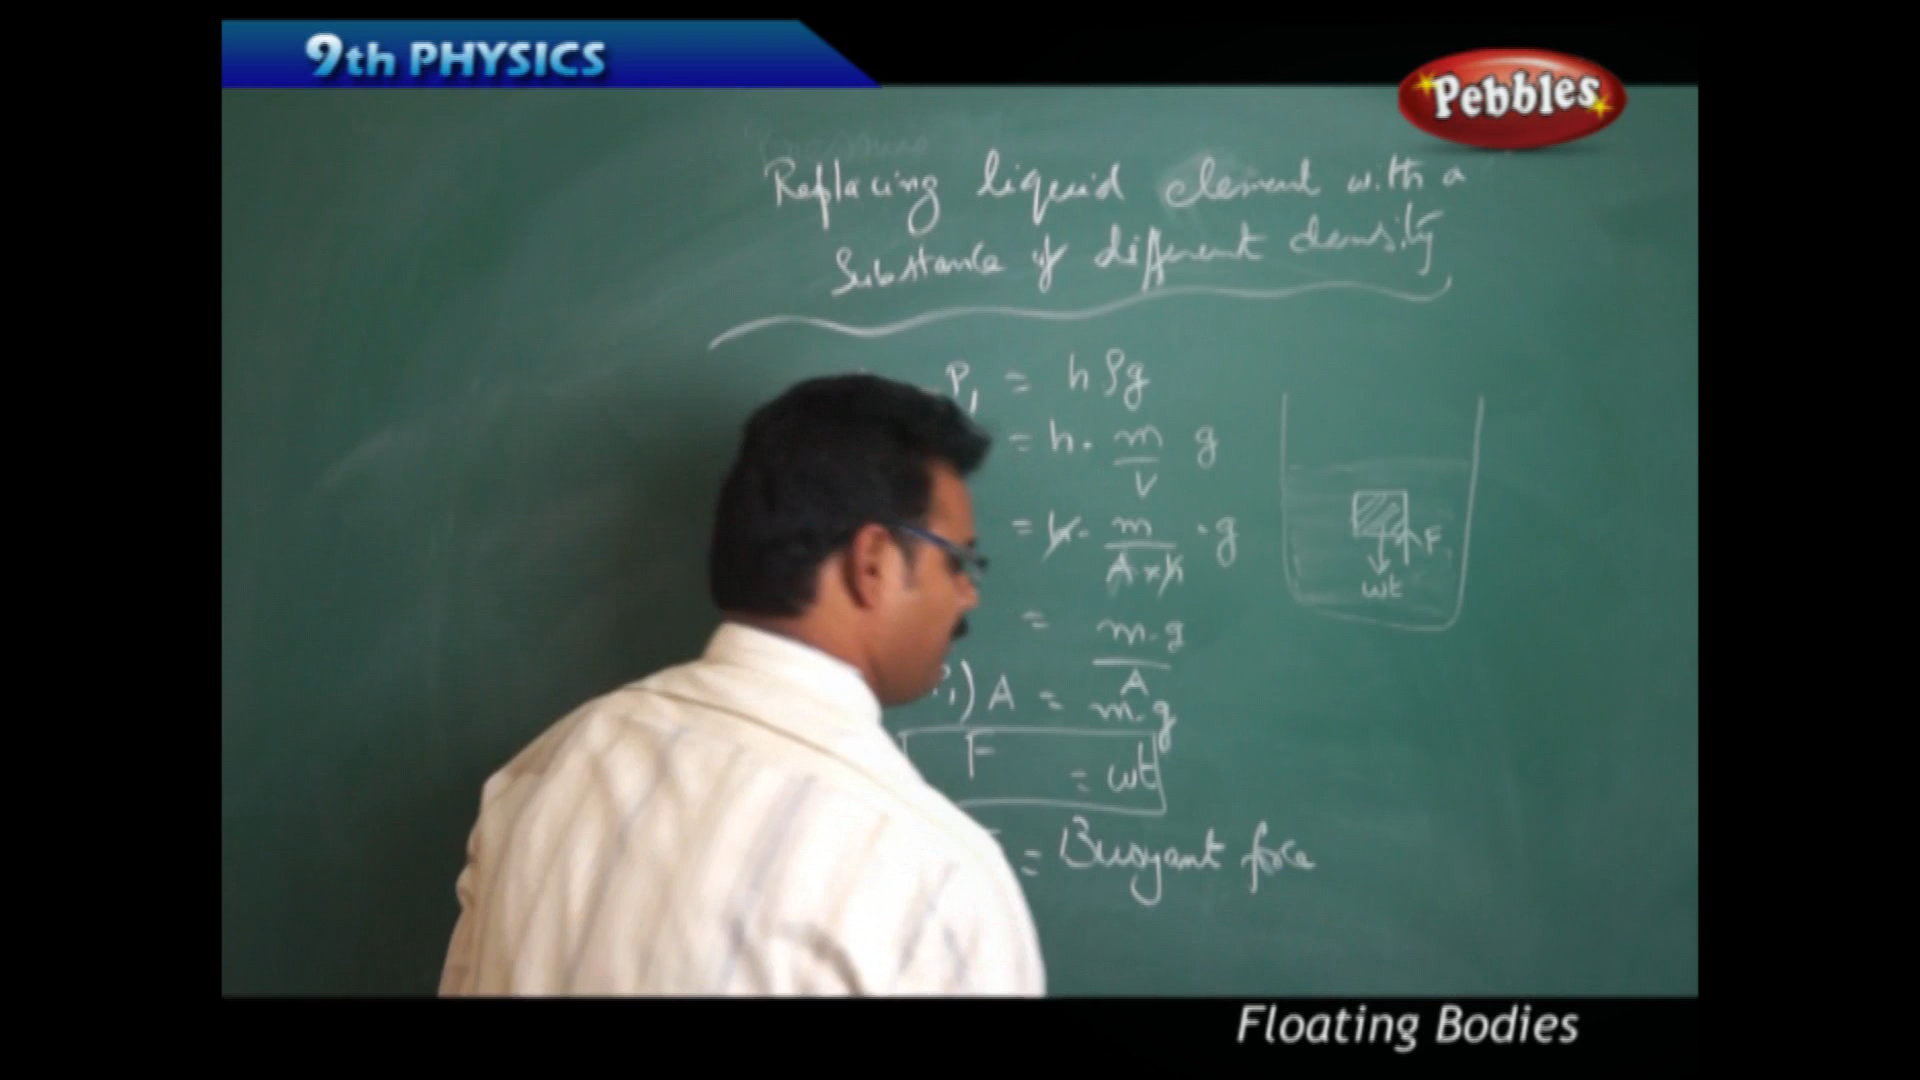 9th PHYSICS
Pebbles
Replacing liquid element with a
Substance of different density
P₁ = hρg
= h · m/V g
= h · m/A×h · g
= m·g/A
P₁) A = m·g
F = wt
= Buoyant force
F
wt
Floating Bodies